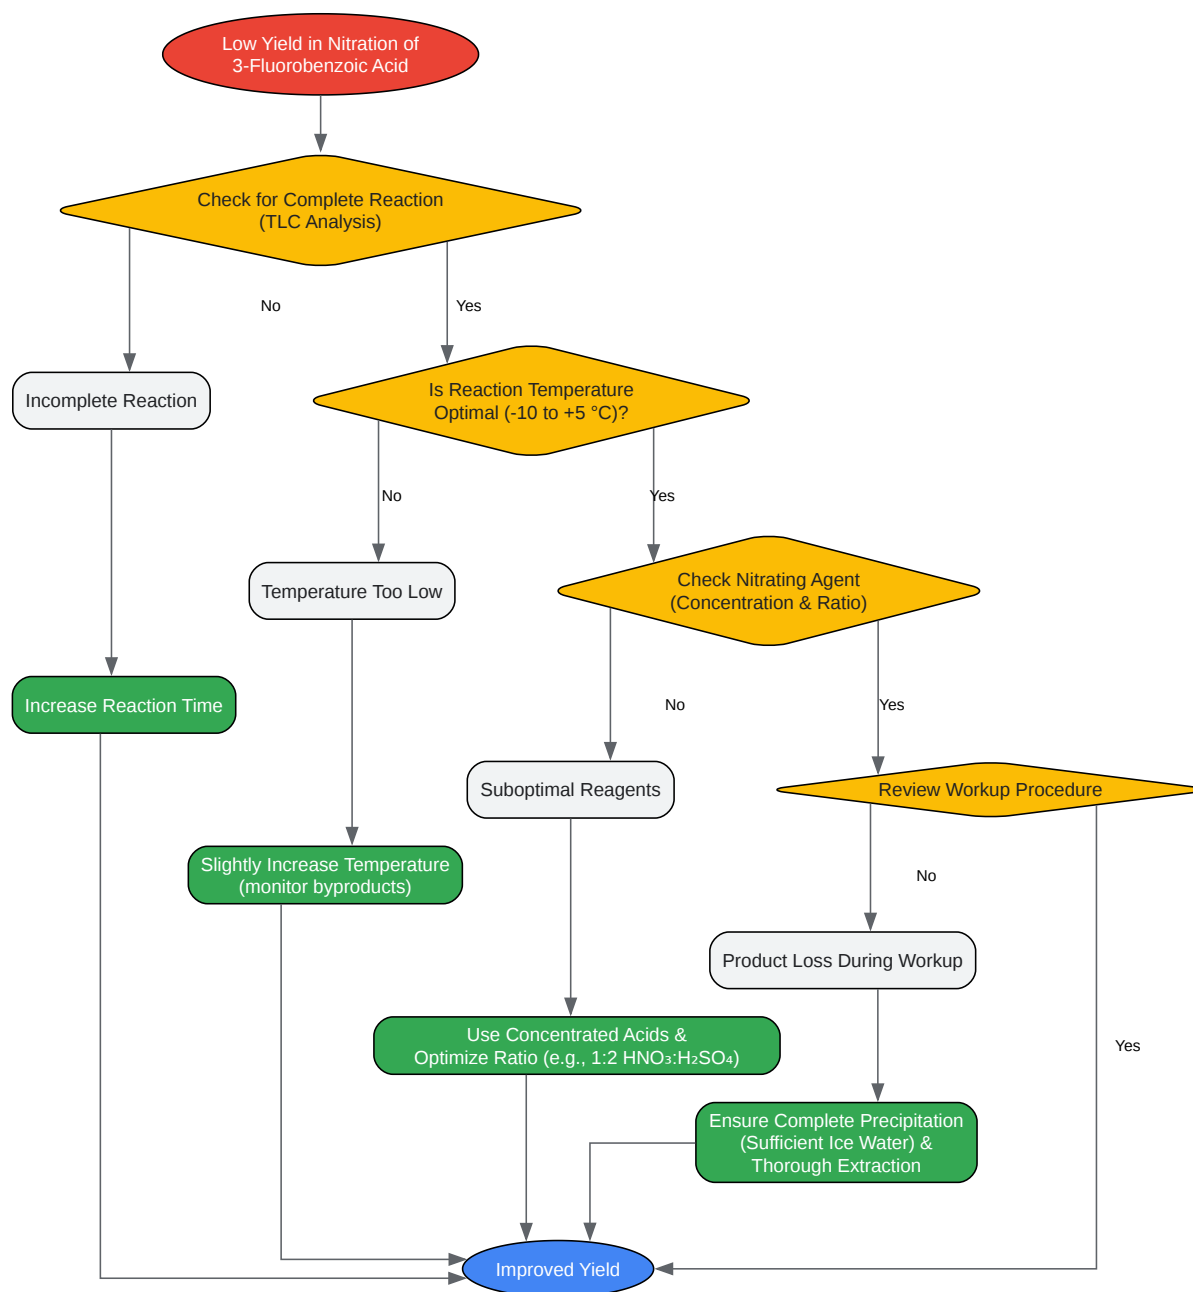 Low Yield in Nitration of
3-Fluorobenzoic Acid
Check for Complete Reaction
(TLC Analysis)
No
Yes
Incomplete Reaction
Is Reaction Temperature
Optimal (-10 to +5 °C)?
No
Yes
Temperature Too Low
Check Nitrating Agent
(Concentration & Ratio)
Increase Reaction Time
No
Yes
Suboptimal Reagents
Review Workup Procedure
Slightly Increase Temperature
(monitor byproducts)
No
Product Loss During Workup
Use Concentrated Acids &
Optimize Ratio (e.g., 1:2 HNO₃:H₂SO₄)
Yes
Ensure Complete Precipitation
(Sufficient Ice Water) &
Thorough Extraction
Improved Yield